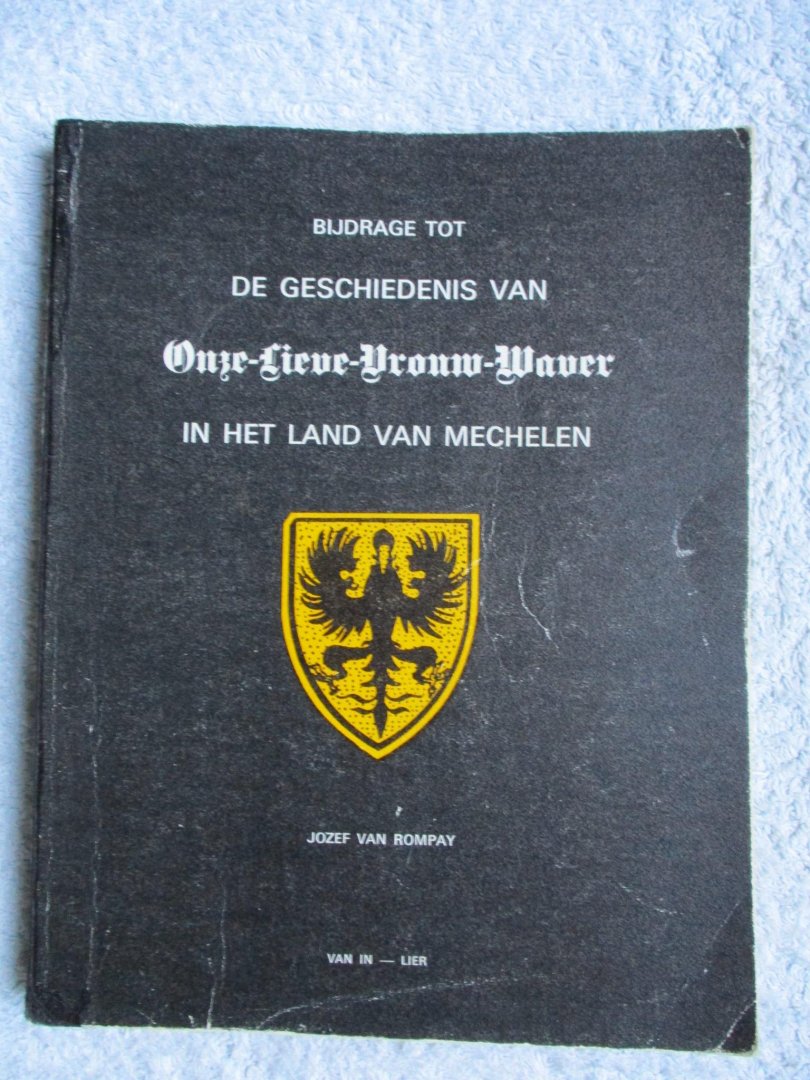 BIJDRAGE TOT
DE GESCHIEDENIS VAN
Onze-Lieve-Vrouw-Waver
IN HET LAND VAN MECHELEN
JOZEF VAN ROMPAY
VAN IN — LIER